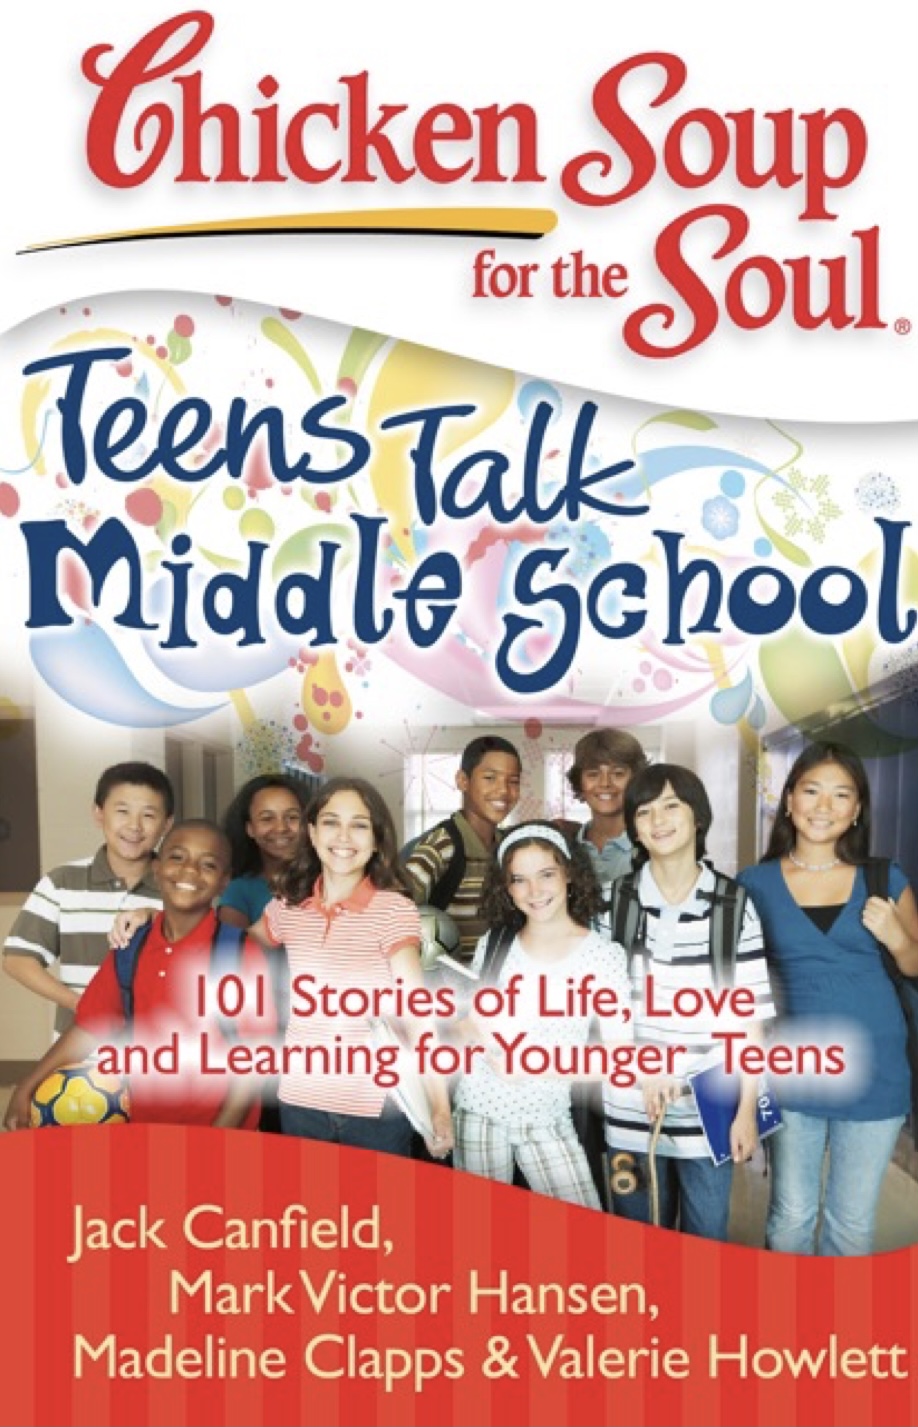 Chicken Soup
for the Soul®
Teens Talk
Middle School
101 Stories of Life, Love
and Learning for Younger Teens
Jack Canfield,
Mark Victor Hansen,
Madeline Clapps & Valerie Howlett
70